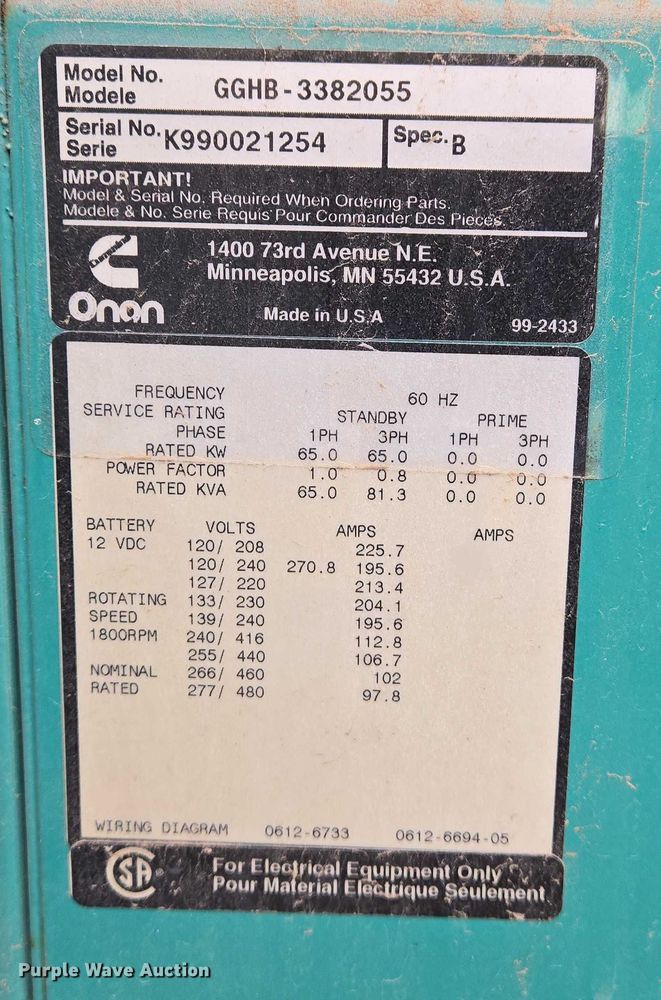 Model No. GGHB-3382055
Modele
Serial No. K990021254 Spec. B
Serie
IMPORTANT!
Model & Serial No. Required When Ordering Parts.
Modele & No. Serie Requis Pour Commander Des Pieces.
1400 73rd Avenue N.E.
Minneapolis, MN 55432 U.S.A.
Onan
Made in U.S.A
99-2433
FREQUENCY 60 HZ
SERVICE RATING STANDBY PRIME
PHASE 1PH 3PH 1PH 3PH
RATED KW 65.0 65.0 0.0 0.0
POWER FACTOR 1.0 0.8 0.0 0.0
RATED KVA 65.0 81.3 0.0 0.0
BATTERY VOLTS AMPS AMPS
12 VDC 120/ 208 225.7
120/ 240 270.8 195.6
127/ 220 213.4
ROTATING 133/ 230 204.1
SPEED 139/ 240 195.6
1800RPM 240/ 416 112.8
255/ 440 106.7
NOMINAL 266/ 460 102
RATED 277/ 480 97.8
WIRING DIAGRAM 0612-6733 0612-6694-05
SA
For Electrical Equipment Only
Pour Material Electrique Seulement
Purple Wave Auction